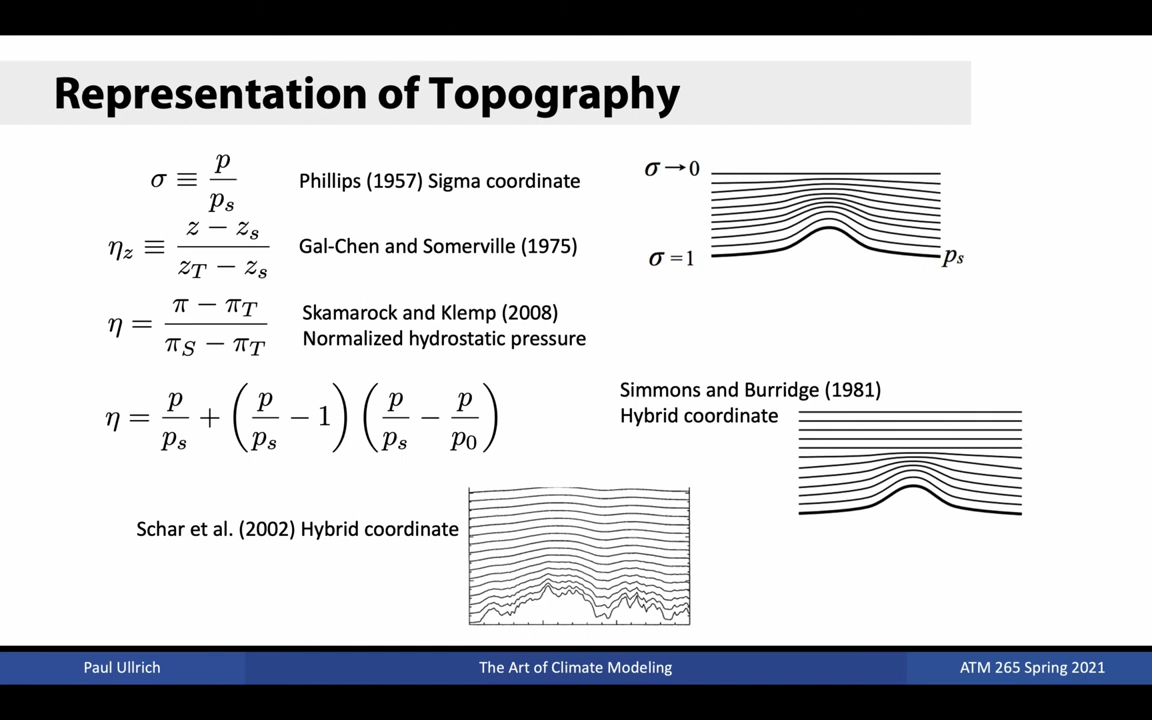 Representation of Topography
σ ≡ p / p_s
Phillips (1957) Sigma coordinate
η_z ≡ (z − z_s) / (z_T − z_s)
Gal-Chen and Somerville (1975)
η = (π − π_T) / (π_S − π_T)
Skamarock and Klemp (2008)
Normalized hydrostatic pressure
η = p/p_s + (p/p_s − 1)(p/p_s − p/p_0)
σ→0
σ=1
p_s
Simmons and Burridge (1981)
Hybrid coordinate
Schar et al. (2002) Hybrid coordinate
Paul Ullrich
The Art of Climate Modeling
ATM 265 Spring 2021